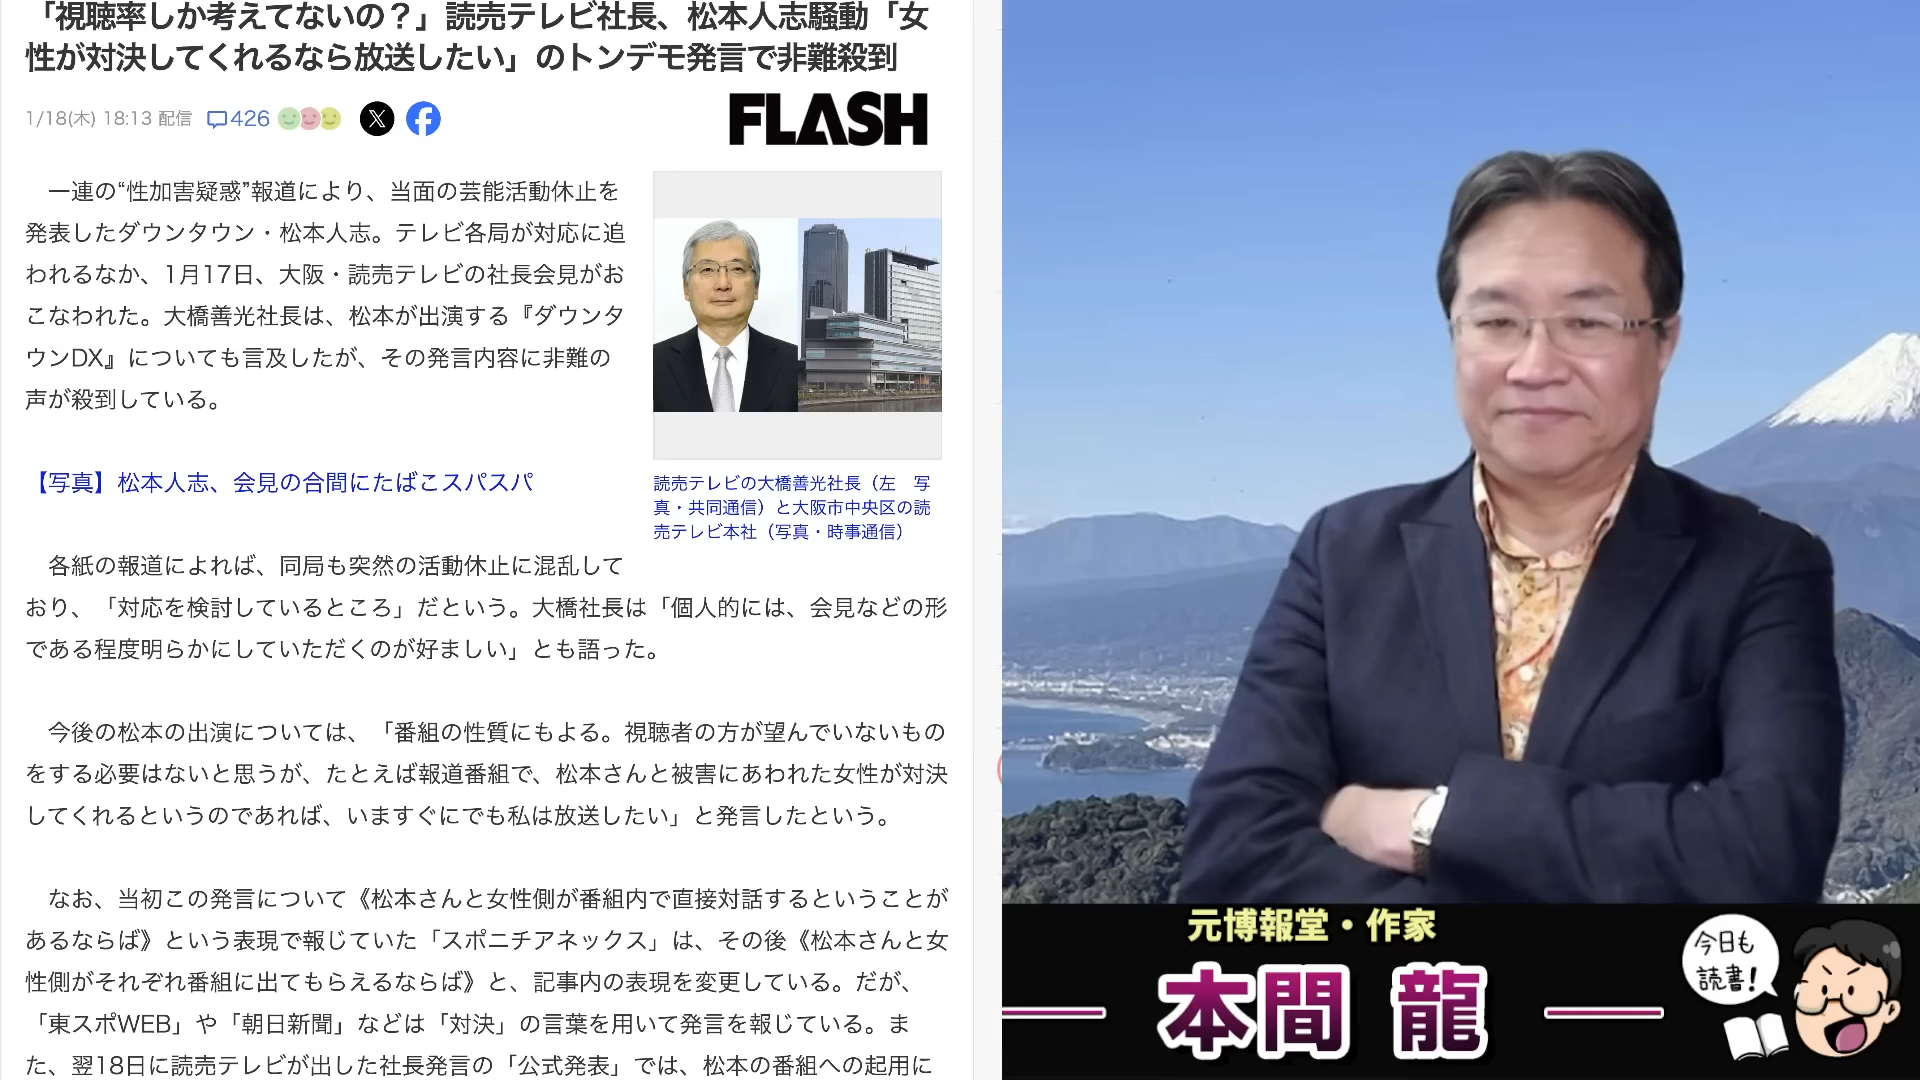 「視聴率しか考えてないの？」読売テレビ社長、松本人志騒動「女
性が対決してくれるなら放送したい」のトンデモ発言で非難殺到
1/18(木) 18:13 配信 426
FLASH
一連の“性加害疑惑”報道により、当面の芸能活動休止を
発表したダウンタウン・松本人志。テレビ各局が対応に追
われるなか、1月17日、大阪・読売テレビの社長会見がお
こなわれた。大橋善光社長は、松本が出演する『ダウンタ
ウンDX』についても言及したが、その発言内容に非難の
声が殺到している。
【写真】松本人志、会見の合間にたばこスパスパ
読売テレビの大橋善光社長（左　写
真・共同通信）と大阪市中央区の読
売テレビ本社（写真・時事通信）
各紙の報道によれば、同局も突然の活動休止に混乱して
おり、「対応を検討しているところ」だという。大橋社長は「個人的には、会見などの形
である程度明らかにしていただくのが好ましい」とも語った。
今後の松本の出演については、「番組の性質にもよる。視聴者の方が望んでいないもの
をする必要はないと思うが、たとえば報道番組で、松本さんと被害にあわれた女性が対決
してくれるというのであれば、いますぐにでも私は放送したい」と発言したという。
なお、当初この発言について《松本さんと女性側が番組内で直接対話するということが
あるならば》という表現で報じていた「スポニチアネックス」は、その後《松本さんと女
性側がそれぞれ番組に出てもらえるならば》と、記事内の表現を変更している。だが、
「東スポWEB」や「朝日新聞」などは「対決」の言葉を用いて発言を報じている。ま
た、翌18日に読売テレビが出した社長発言の「公式発表」では、松本の番組への起用に
元博報堂・作家
本間 龍
今日も
読書！